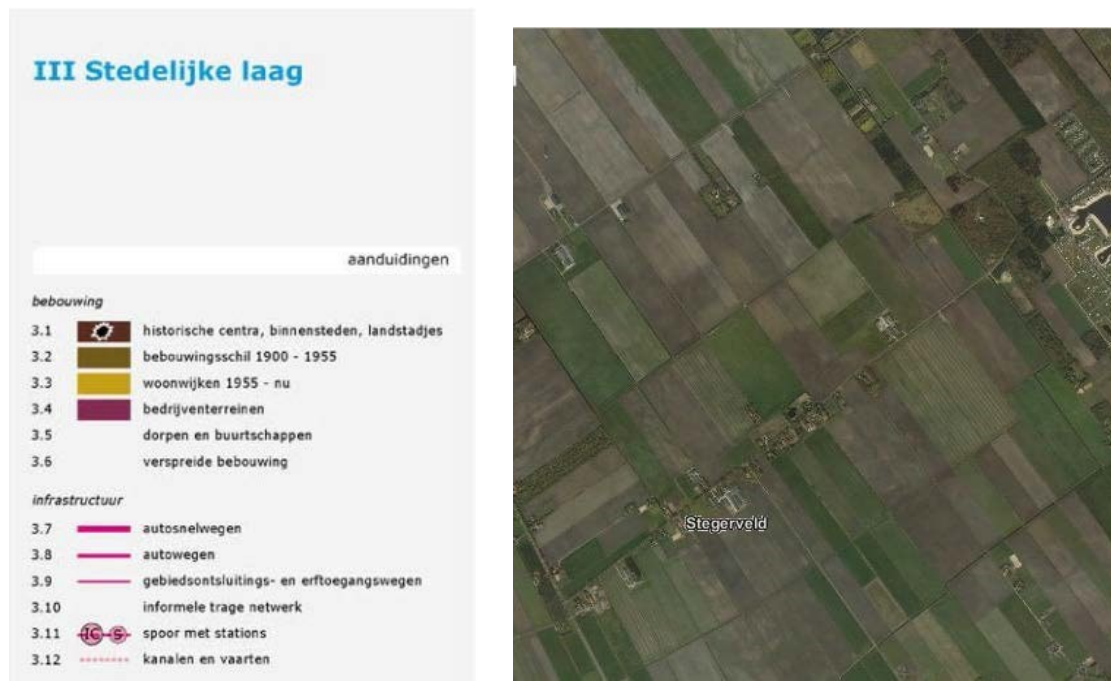 III Stedelijke laag
aanduidingen
bebouwing
3.1 historische centra, binnensteden, landstadjes
3.2 bebouwingsschil 1900 - 1955
3.3 woonwijken 1955 - nu
3.4 bedrijventerreinen
3.5 dorpen en buurtschappen
3.6 verspreide bebouwing
infrastructuur
3.7 autosnelwegen
3.8 autowegen
3.9 gebiedsontsluitings- en erftoegangswegen
3.10 informele trage netwerk
3.11 IC S spoor met stations
3.12 kanalen en vaarten
Stegerveld